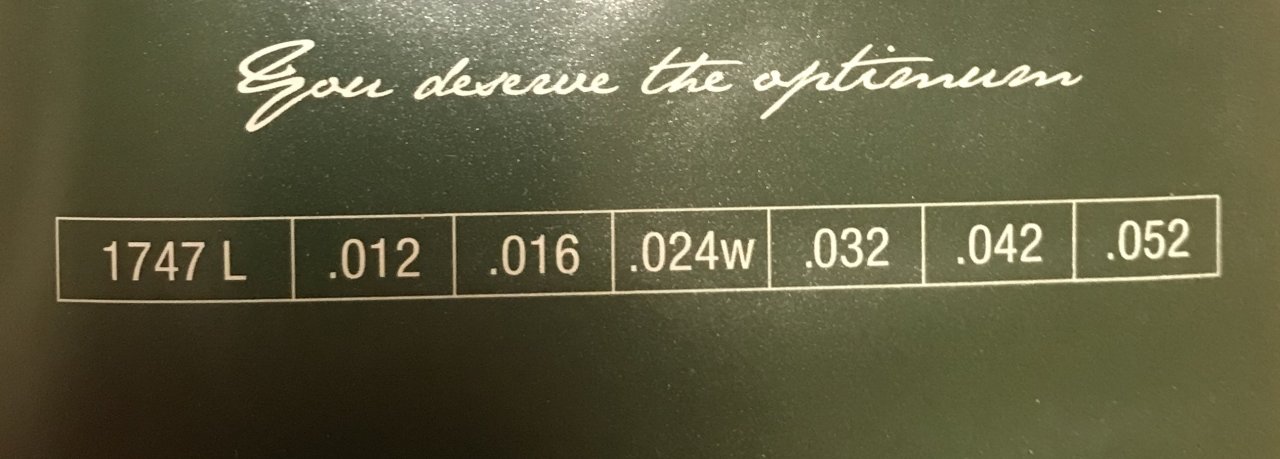 You deserve the optimum
1747 L .012 .016 .024w .032 .042 .052